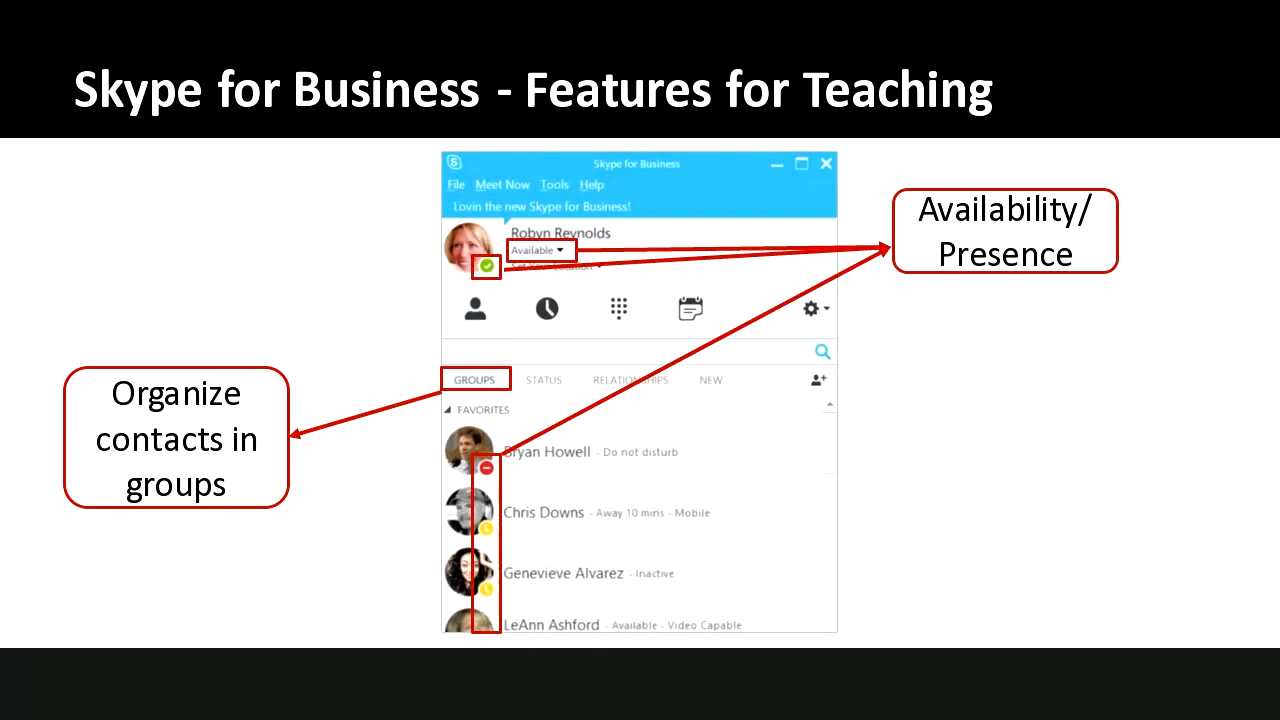 Skype for Business - Features for Teaching
S
Skype for Business
File Meet Now Tools Help
Lovin the new Skype for Business!
Robyn Reynolds
Available
Availability/
Presence
GROUPS STATUS RELATIONSHIPS NEW
FAVORITES
Organize
contacts in
groups
Bryan Howell - Do not disturb
Chris Downs - Away 10 mins - Mobile
Genevieve Alvarez - Inactive
LeAnn Ashford - Available - Video Capable